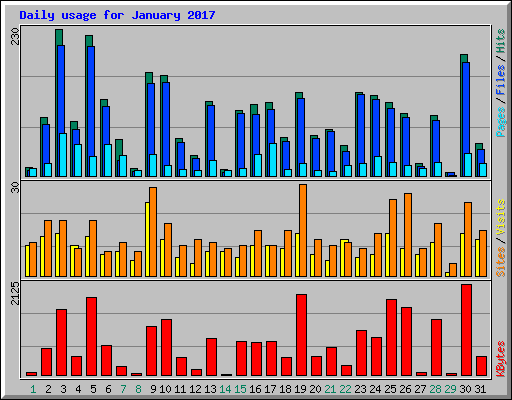 Daily usage for January 2017
230
Pages/Files/Hits
30
Sites/Visits
2125
KBytes
1 2 3 4 5 6 7 8 9 10 11 12 13 14 15 16 17 18 19 20 21 22 23 24 25 26 27 28 29 30 31